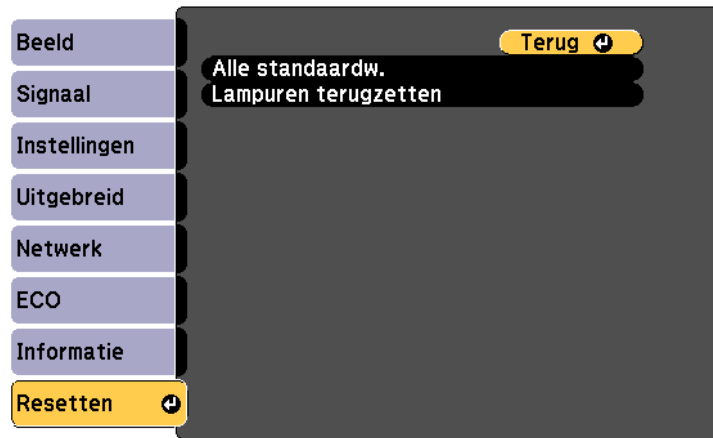 Beeld
Signaal
Instellingen
Uitgebreid
Netwerk
ECO
Informatie
Resetten
Terug
Alle standaardw.
Lampuren terugzetten